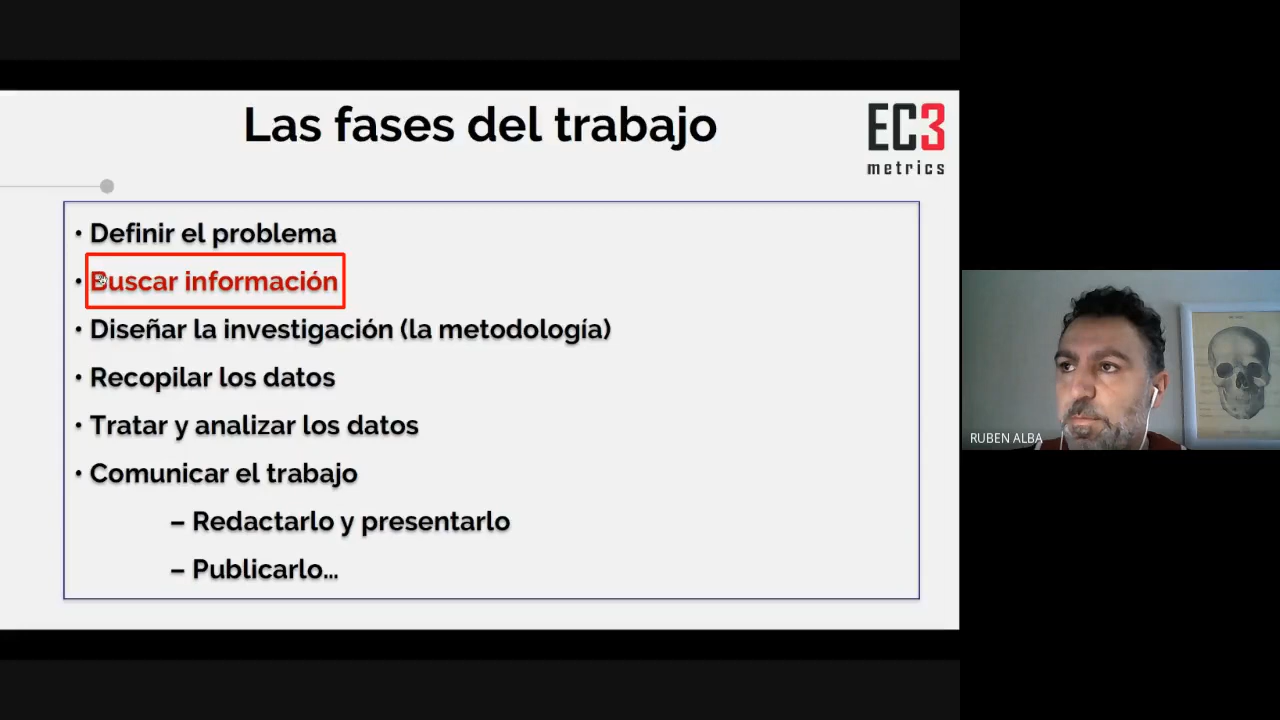 Las fases del trabajo
EC3
metrics
• Definir el problema
• Buscar información
• Diseñar la investigación (la metodología)
• Recopilar los datos
• Tratar y analizar los datos
• Comunicar el trabajo
– Redactarlo y presentarlo
– Publicarlo...
RUBEN ALBA